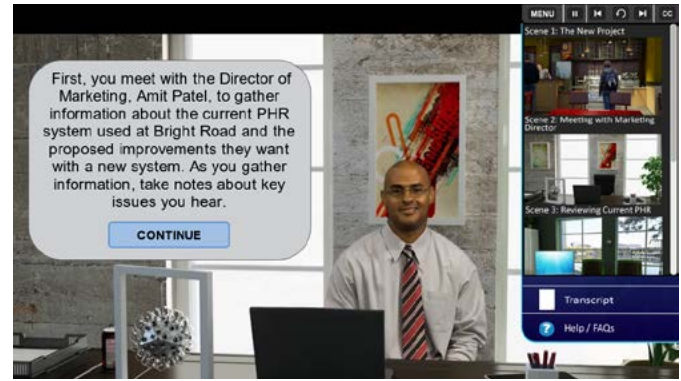 MENU
CC
Scene 1: The New Project
First, you meet with the Director of
Marketing, Amit Patel, to gather
information about the current PHR
system used at Bright Road and the
proposed improvements they want
with a new system. As you gather
information, take notes about key
issues you hear.
CONTINUE
Scene 2: Meeting with Marketing
Director
Scene 3: Reviewing Current PHR
Transcript
? Help / FAQs